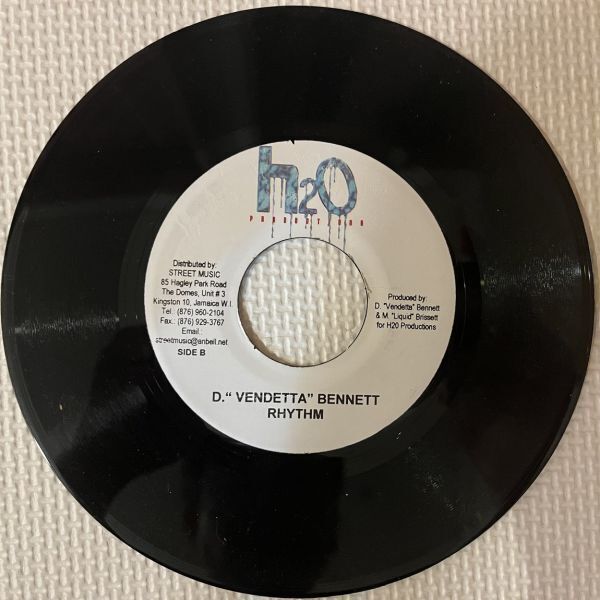 h2O
PRODUCTIONS
Distributed by:
STREET MUSIC
85 Hagley Park Road
The Domes, Unit # 3
Kingston 10, Jamaica W.I.
Tel: (876) 960-2104
Fax.: (876) 929-3767
Email.:
streetmusic@anbell.net
SIDE B
Produced by:
D. "Vendetta" Bennett
& M. "Liquid" Brissett
for H20 Productions
D." VENDETTA" BENNETT
RHYTHM